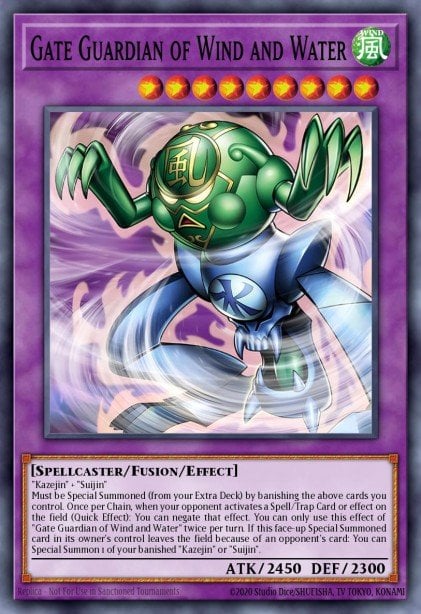 GATE GUARDIAN OF WIND AND WATER
WIND
風
風
水
[SPELLCASTER/FUSION/EFFECT]
"Kazejin" + "Suijin"
Must be Special Summoned (from your Extra Deck) by banishing the above cards you
control. Once per Chain, when your opponent activates a Spell/Trap Card or effect on
the field (Quick Effect): You can negate that effect. You can only use this effect of
"Gate Guardian of Wind and Water" twice per turn. If this face-up Special Summoned
card in its owner's control leaves the field because of an opponent's card: You can
Special Summon 1 of your banished "Kazejin" or "Suijin".
ATK/2450 DEF/2300
Replica - Not For Use in Sanctioned Tournaments
©2020 Studio Dice/SHUEISHA, TV TOKYO, KONAMI